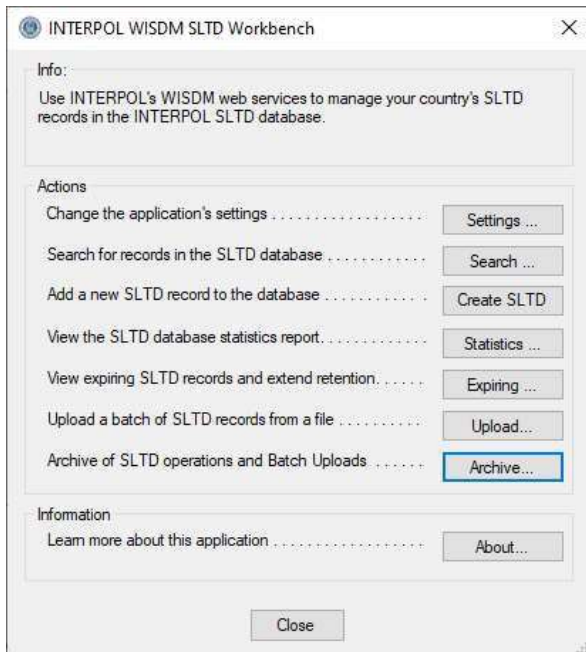 INTERPOL WISDM SLTD Workbench
Info:
Use INTERPOL's WISDM web services to manage your country's SLTD
records in the INTERPOL SLTD database.
Actions
Change the application's settings . . . . . . . . . . . . . . . . . . Settings ...
Search for records in the SLTD database . . . . . . . . . . . . Search ...
Add a new SLTD record to the database . . . . . . . . . . . . Create SLTD
View the SLTD database statistics report. . . . . . . . . . . . . Statistics ...
View expiring SLTD records and extend retention. . . . . . . Expiring ...
Upload a batch of SLTD records from a file . . . . . . . . . . Upload...
Archive of SLTD operations and Batch Uploads . . . . . . Archive...
Information
Learn more about this application . . . . . . . . . . . . . . . . . . About...
Close